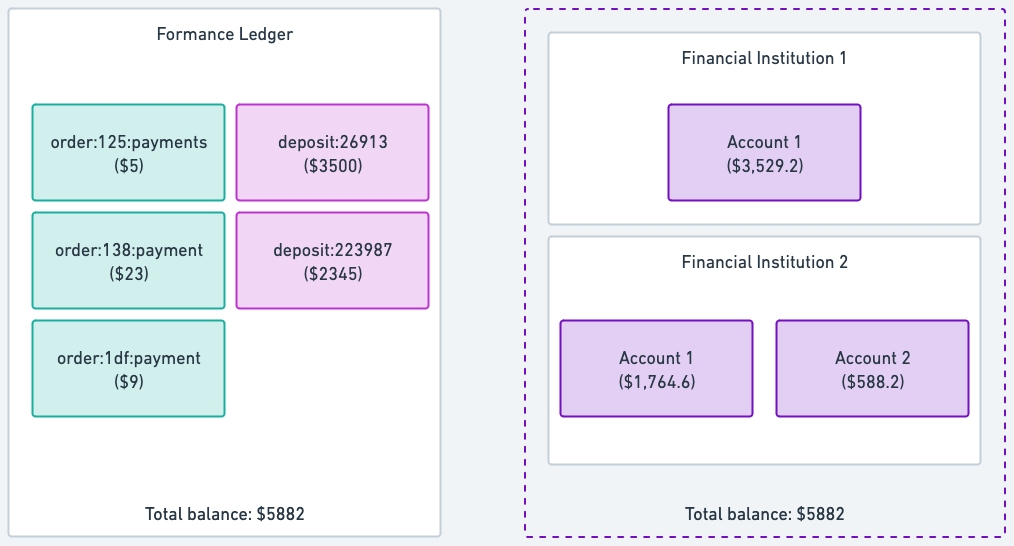 Formance Ledger
order:125:payments
($5)
deposit:26913
($3500)
order:138:payment
($23)
deposit:223987
($2345)
order:1df:payment
($9)
Total balance: $5882
Financial Institution 1
Account 1
($3,529.2)
Financial Institution 2
Account 1
($1,764.6)
Account 2
($588.2)
Total balance: $5882